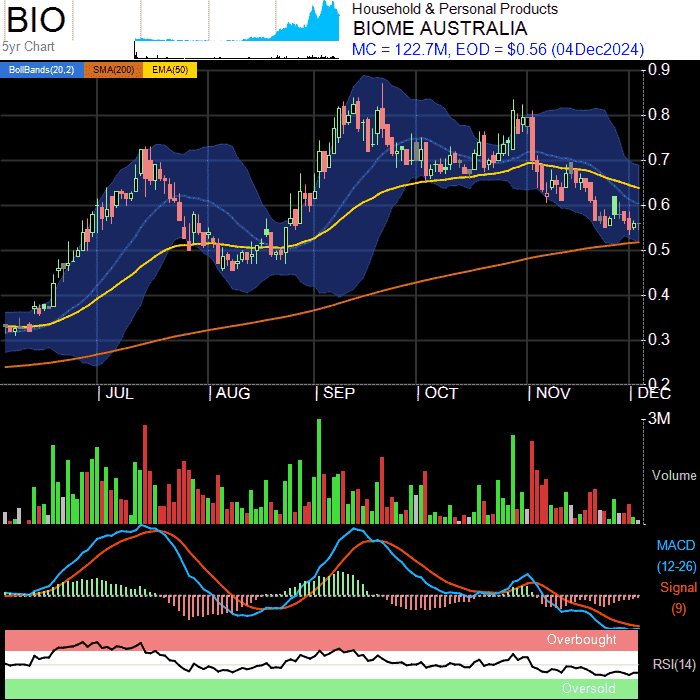 BIO
5yr Chart
Household & Personal Products
BIOME AUSTRALIA
MC = 122.7M, EOD = $0.56 (04Dec2024)
BollBands(20,2) SMA(200) EMA(50)
0.9
0.8
0.7
0.6
0.5
0.4
0.3
0.2
| JUL | AUG | SEP | OCT | NOV | DEC
3M
Volume
MACD
(12-26)
Signal
(9)
Overbought
RSI(14)
Oversold